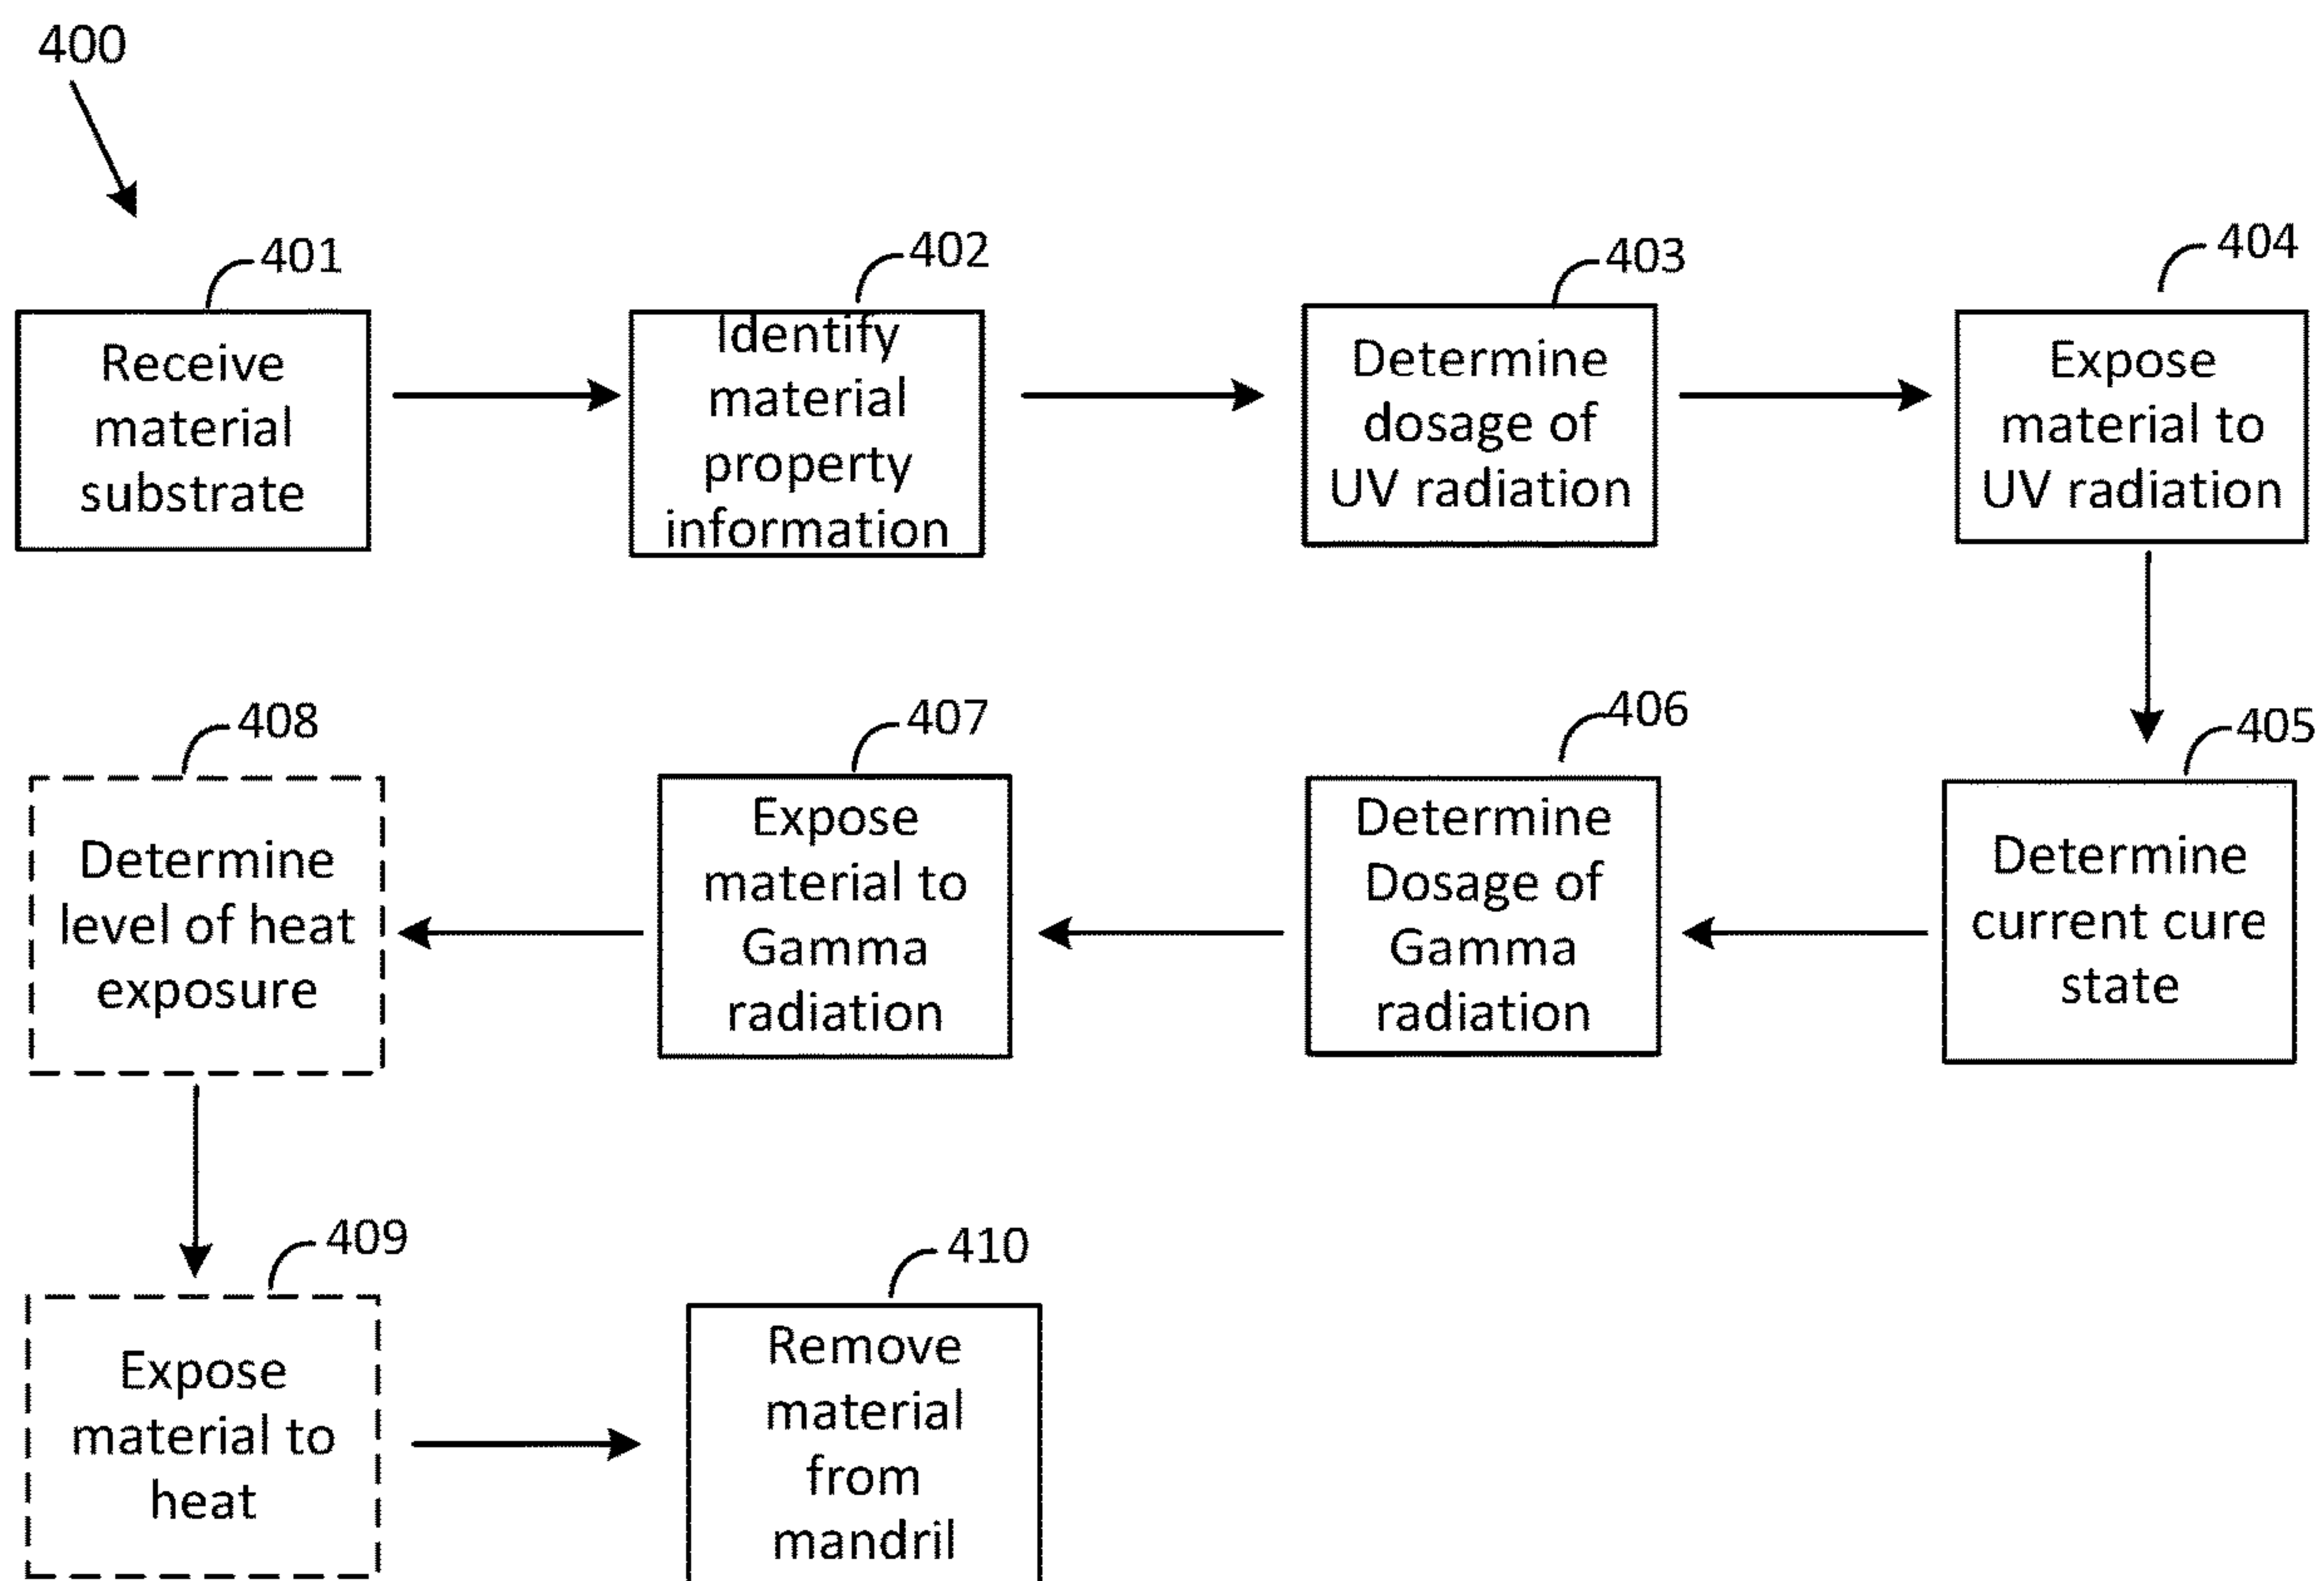 400
401
Receive
material
substrate
402
Identify
material
property
information
403
Determine
dosage of
UV radiation
404
Expose
material to
UV radiation
405
Determine
current cure
state
406
Determine
Dosage of
Gamma
radiation
407
Expose
material to
Gamma
radiation
408
Determine
level of heat
exposure
409
Expose
material to
heat
410
Remove
material
from
mandril